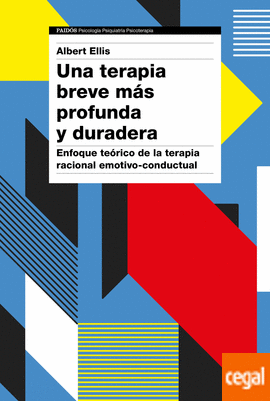 PAIDÓS Psicología Psiquiatría Psicoterapia
Albert Ellis
Una terapia
breve más
profunda
y duradera
Enfoque teórico de la terapia
racional emotivo-conductual
cegal